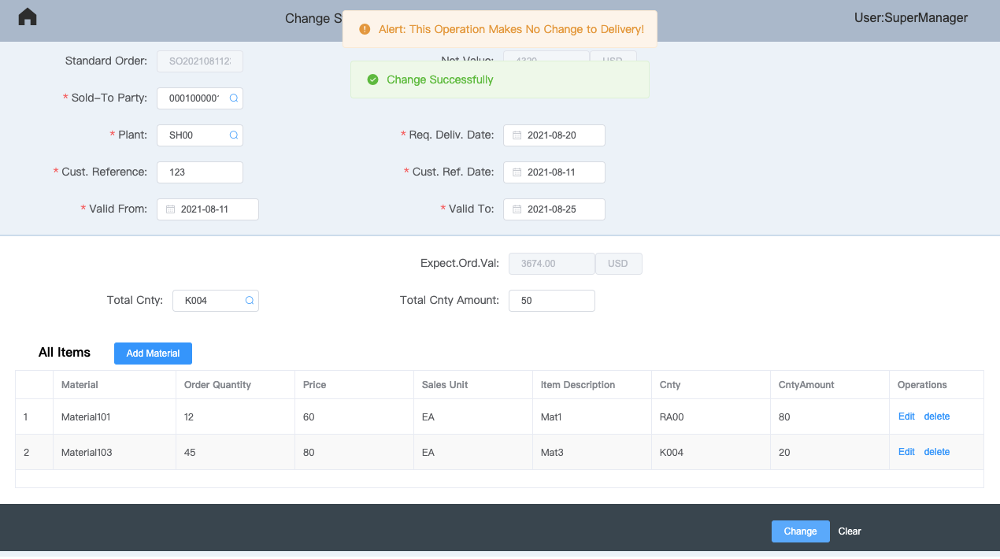 Change S
User:SuperManager
Alert: This Operation Makes No Change to Delivery!
Standard Order: SO202108112
Net Value: 4320 USD
Change Successfully
* Sold-To Party: 000100000
* Plant: SH00
* Req. Deliv. Date: 2021-08-20
* Cust. Reference: 123
* Cust. Ref. Date: 2021-08-11
* Valid From: 2021-08-11
* Valid To: 2021-08-25
Expect.Ord.Val: 3674.00 USD
Total Cnty: K004
Total Cnty Amount: 50
All Items
Add Material
Material Order Quantity Price Sales Unit Item Description Cnty CntyAmount Operations
1 Material101 12 60 EA Mat1 RA00 80 Edit delete
2 Material103 45 80 EA Mat3 K004 20 Edit delete
Change Clear